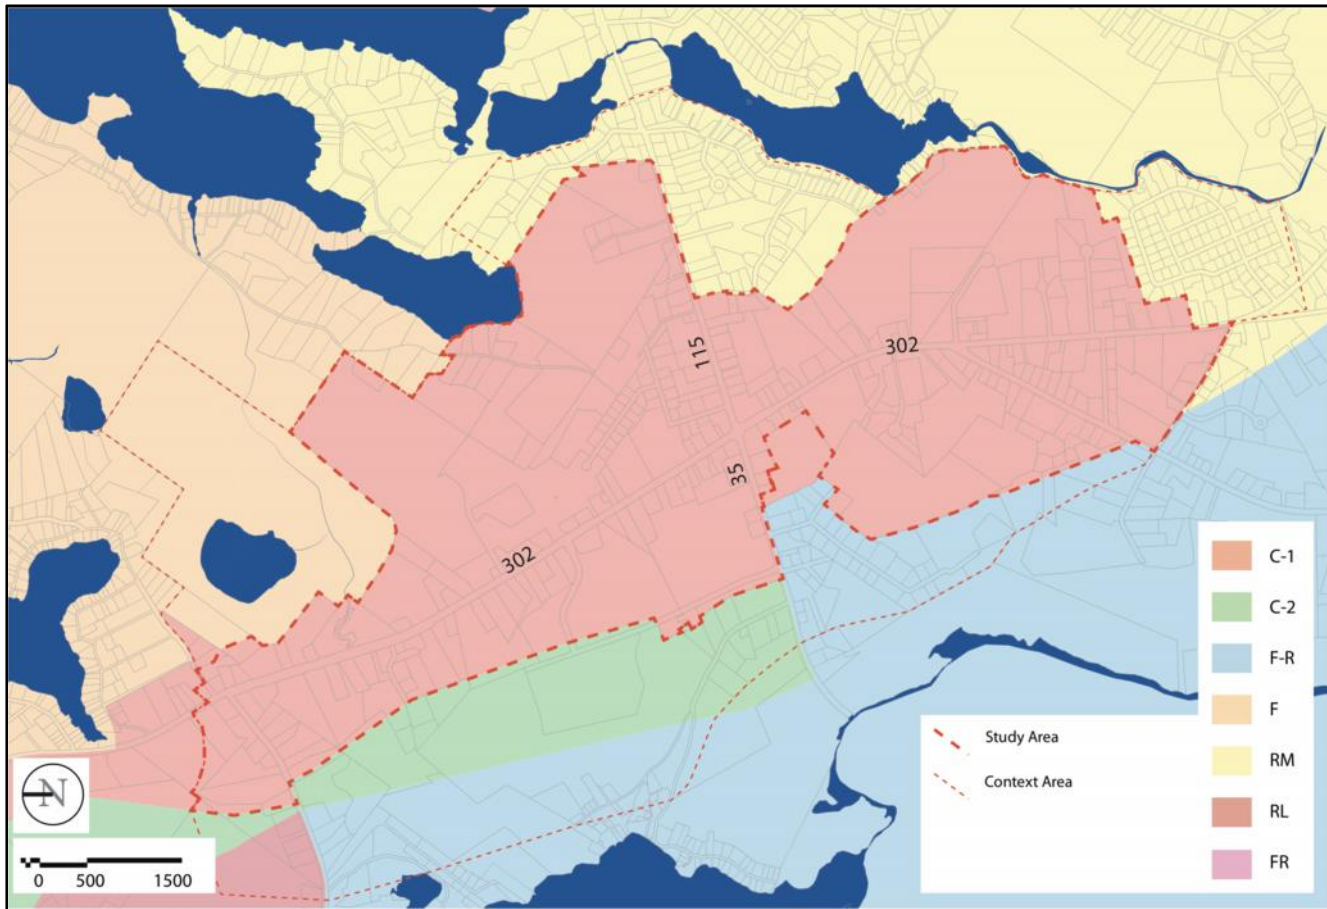 115
302
35
302
C-1
C-2
F-R
F
RM
RL
FR
Study Area
Context Area
N
0 500 1500